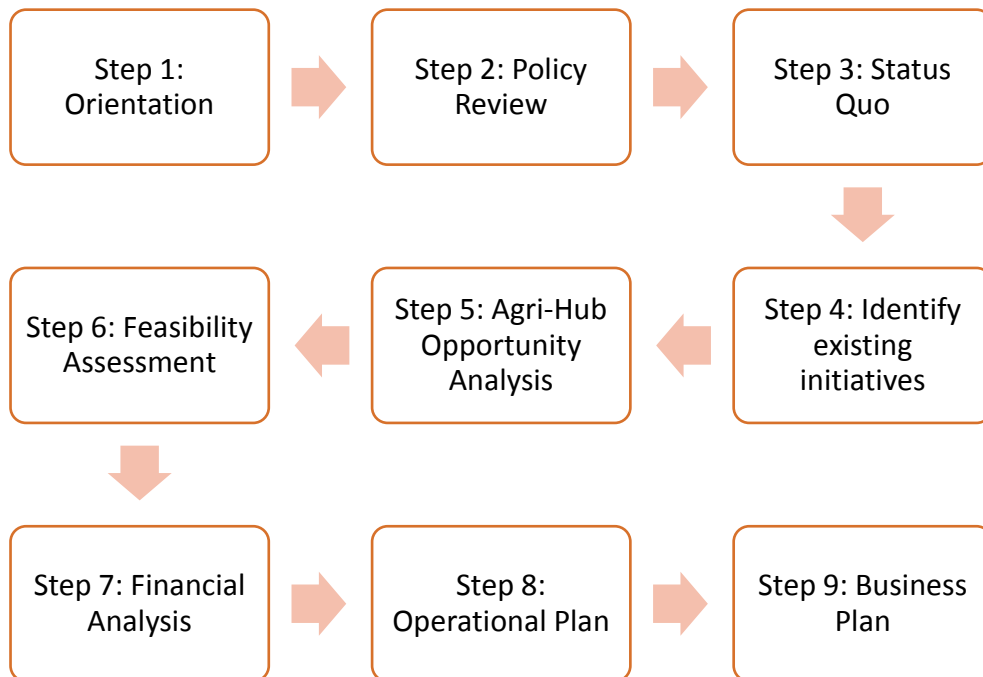 Step 1:
Orientation
Step 2: Policy
Review
Step 3: Status
Quo
Step 4: Identify
existing
initiatives
Step 5: Agri-Hub
Opportunity
Analysis
Step 6: Feasibility
Assessment
Step 7: Financial
Analysis
Step 8:
Operational Plan
Step 9: Business
Plan